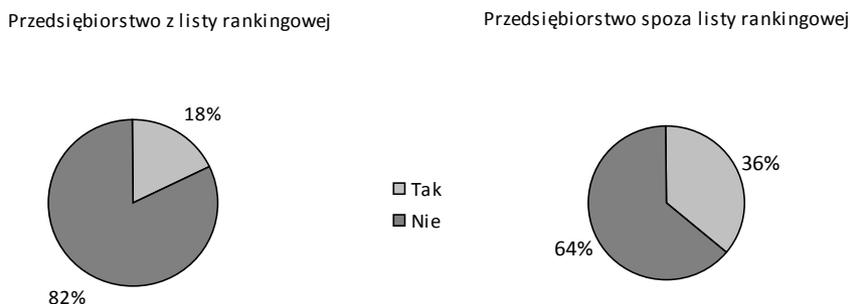 Przedsiębiorstwo z listy rankingowej
Przedsiębiorstwo spoza listy rankingowej
18%
82%
Tak
Nie
36%
64%